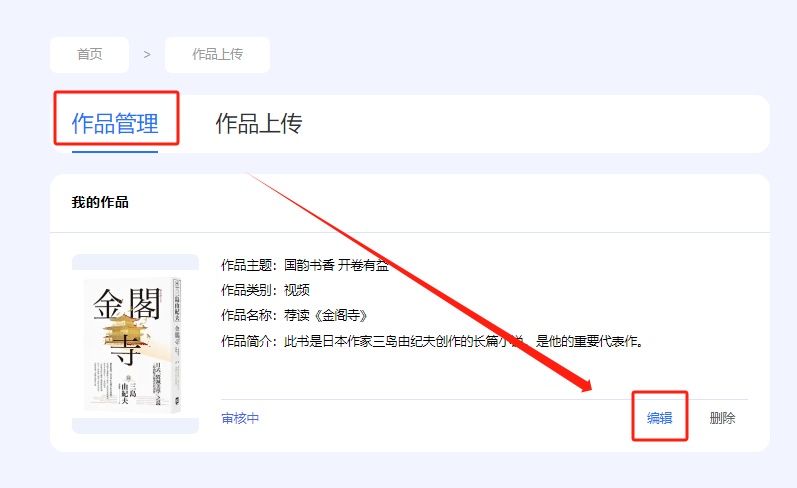 首页 > 作品上传
作品管理 作品上传
我的作品
作品主题：国韵书香 开卷有益
作品类别：视频
作品名称：荐读《金阁寺》
作品简介：此书是日本作家三岛由纪夫创作的长篇小说，是他的重要代表作。
金閣
寺
三島
由紀夫
审核中 编辑 删除